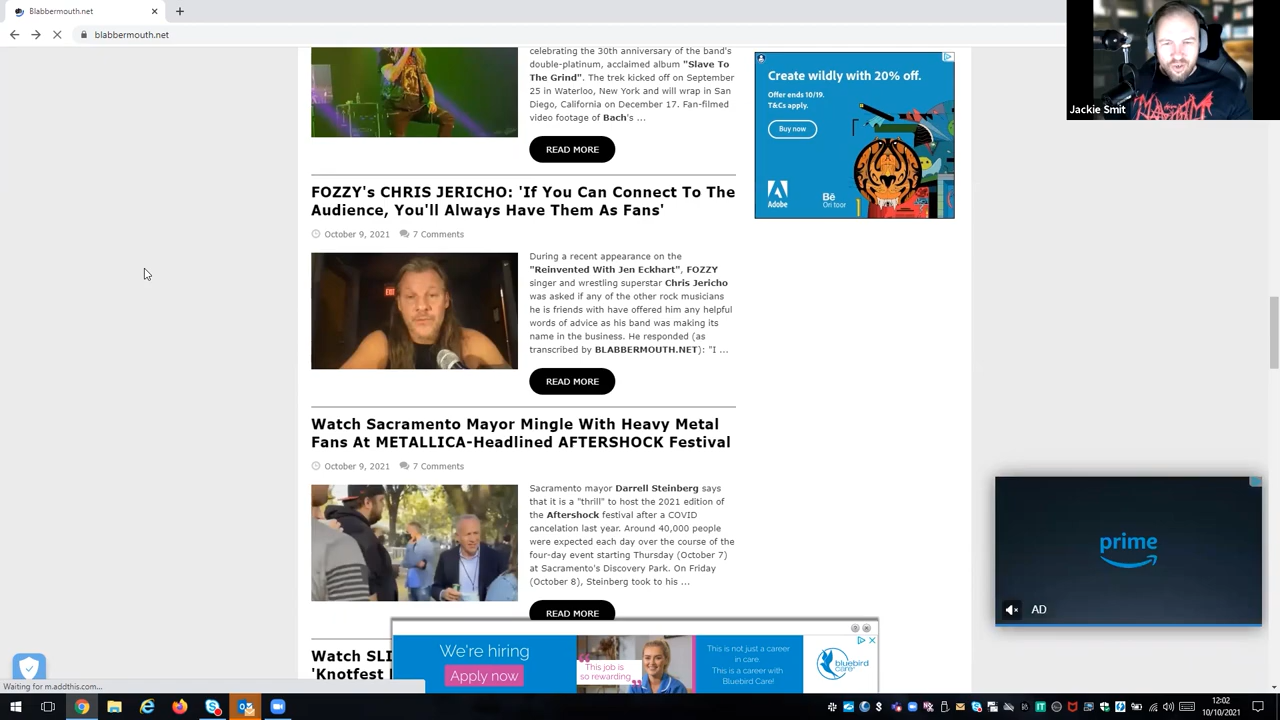 Blabbermouth.net
blabbermouth.net
Jackie Smit
celebrating the 30th anniversary of the band's
double-platinum, acclaimed album "Slave To
The Grind". The trek kicked off on September
25 in Waterloo, New York and will wrap in San
Diego, California on December 17. Fan-filmed
video footage of Bach's ...
READ MORE
Create wildly with 20% off.
Offer ends 10/19.
T&Cs apply.
Buy now
Adobe
Bē
On toor
FOZZY's CHRIS JERICHO: 'If You Can Connect To The
Audience, You'll Always Have Them As Fans'
October 9, 2021 7 Comments
During a recent appearance on the
"Reinvented With Jen Eckhart", FOZZY
singer and wrestling superstar Chris Jericho
was asked if any of the other rock musicians
he is friends with have offered him any helpful
words of advice as his band was making its
name in the business. He responded (as
transcribed by BLABBERMOUTH.NET): "I ...
READ MORE
Watch Sacramento Mayor Mingle With Heavy Metal
Fans At METALLICA-Headlined AFTERSHOCK Festival
October 9, 2021 7 Comments
Sacramento mayor Darrell Steinberg says
that it is a "thrill" to host the 2021 edition of
the Aftershock festival after a COVID
cancelation last year. Around 40,000 people
were expected each day over the course of the
four-day event starting Thursday (October 7)
at Sacramento's Discovery Park. On Friday
(October 8), Steinberg took to his ...
READ MORE
prime
AD
Watch SLI
'Knotfest
We're hiring
Apply now
This job is
so rewarding
This is not just a career
in care.
This is a career with
Bluebird Care!
bluebird
care
Waiting for m.addthis.com...
12:02
10/10/2021